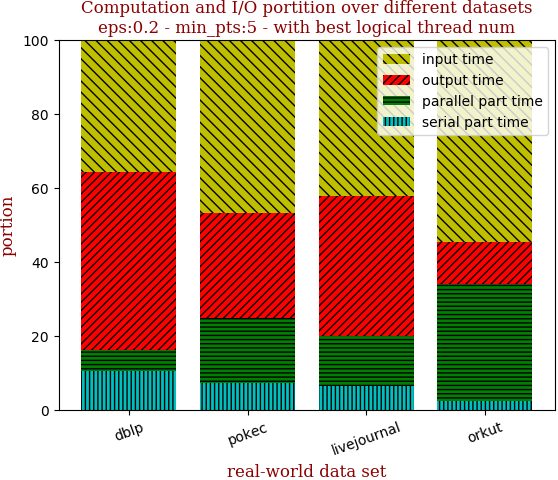 Computation and I/O portition over different datasets
eps:0.2 - min_pts:5 - with best logical thread num
100
80
60
40
20
0
portion
input time
output time
parallel part time
serial part time
dblp
pokec
livejournal
orkut
real-world data set